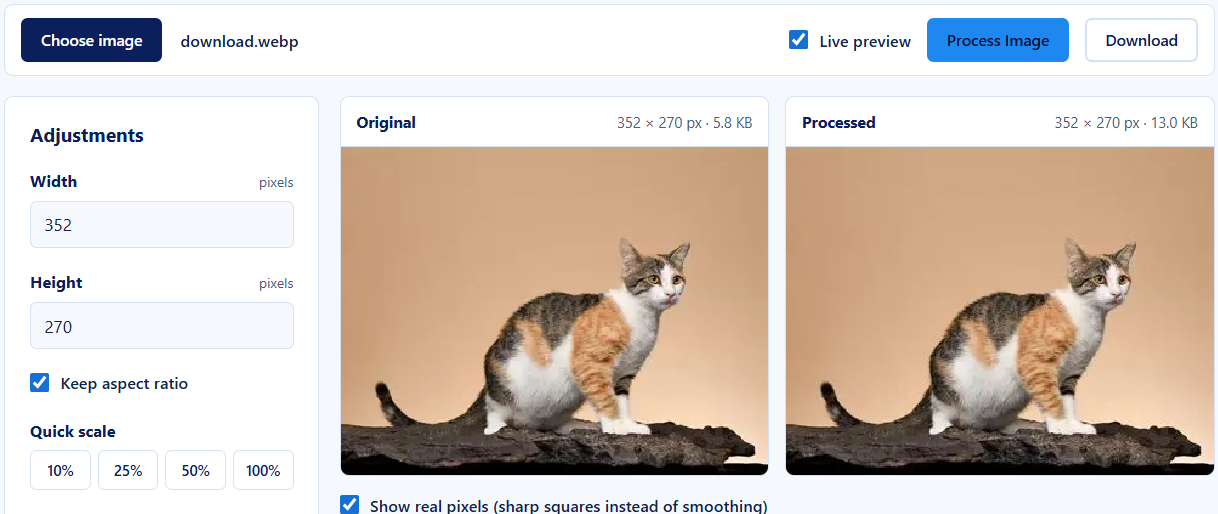 Choose image download.webp Live preview Process Image Download
Adjustments
Width pixels
352
Height pixels
270
Keep aspect ratio
Quick scale
10% 25% 50% 100%
Original 352 × 270 px · 5.8 KB
Processed 352 × 270 px · 13.0 KB
Show real pixels (sharp squares instead of smoothing)